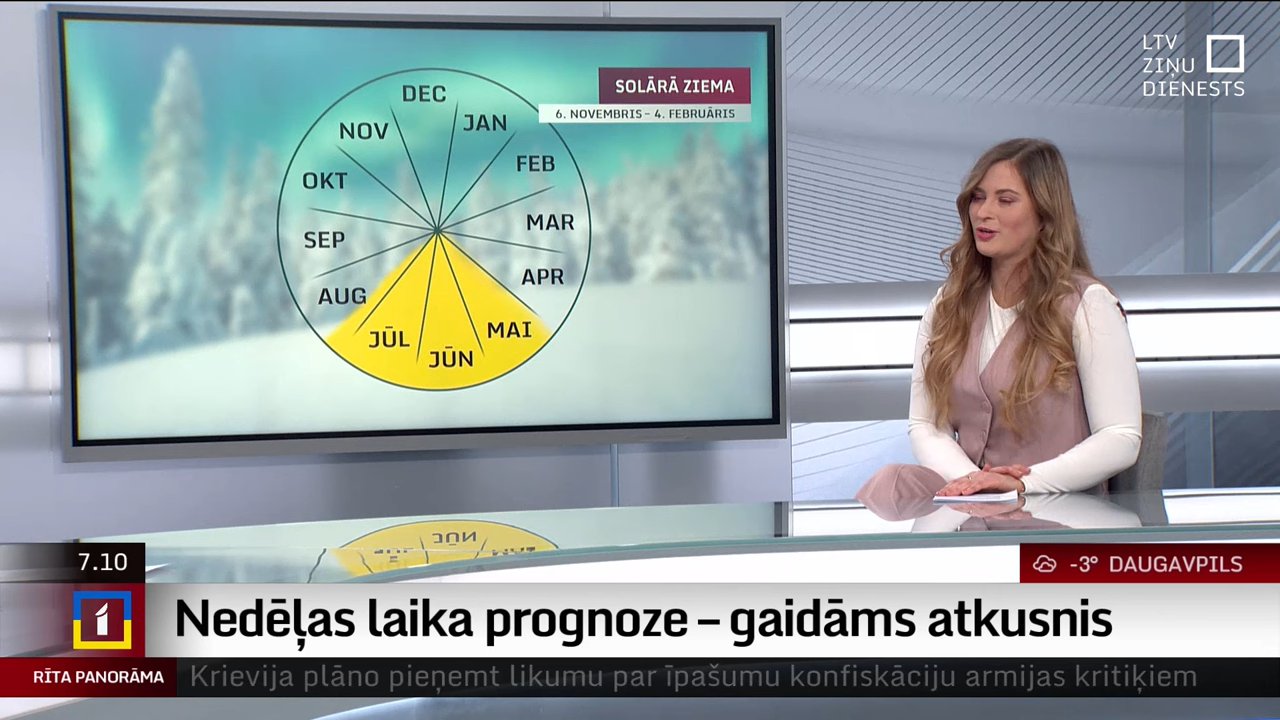 LTV
ZIŅU
DIENESTS
SOLĀRĀ ZIEMA
6. NOVEMBRIS – 4. FEBRUĀRIS
DEC
JAN
NOV
FEB
OKT
MAR
SEP
APR
AUG
MAI
JŪL
JŪN
7.10
-3° DAUGAVPILS
1
Nedēļas laika prognoze – gaidāms atkusnis
RĪTA PANORĀMA
Krievija plāno pieņemt likumu par īpašumu konfiskāciju armijas kritiķiem